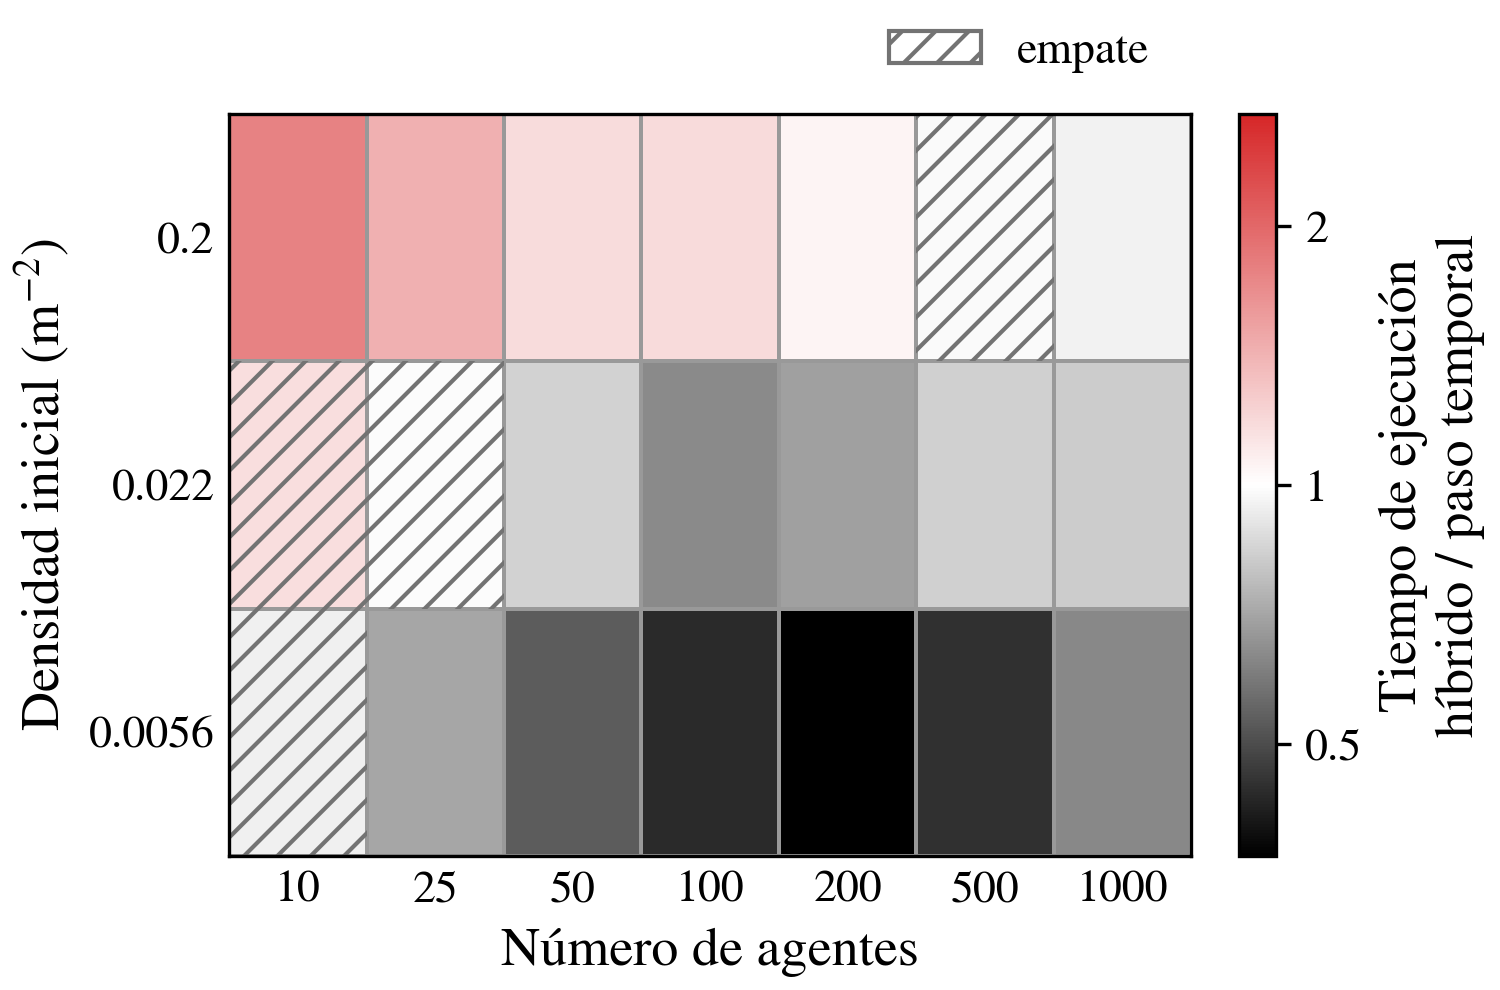 empate
Densidad inicial (m⁻²)
0.2
0.022
0.0056
10 25 50 100 200 500 1000
Número de agentes
2
1
0.5
Tiempo de ejecución
híbrido / paso temporal